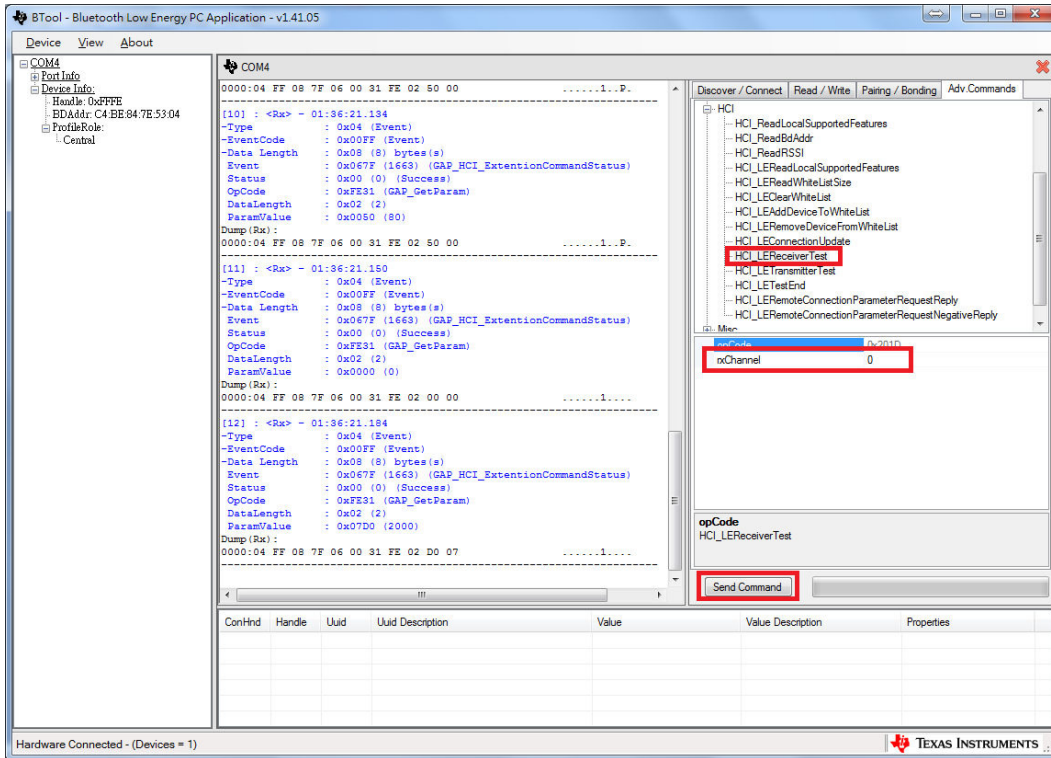 BTool - Bluetooth Low Energy PC Application - v1.41.05
Device View About
COM4
Port Info
Device Info:
Handle: 0xFFFE
BDAddr: C4:BE:84:7E:53:04
ProfileRole:
Central
COM4
0000:04 FF 08 7F 06 00 31 FE 02 50 00 ......1..P.
[10] : <Rx> - 01:36:21.134
-Type : 0x04 (Event)
-EventCode : 0x00FF (Event)
-Data Length : 0x08 (8) bytes(s)
Event : 0x067F (1663) (GAP_HCI_ExtentionCommandStatus)
Status : 0x00 (0) (Success)
OpCode : 0xFE31 (GAP_GetParam)
DataLength : 0x02 (2)
ParamValue : 0x0050 (80)
Dump(Rx):
0000:04 FF 08 7F 06 00 31 FE 02 50 00 ......1..P.
[11] : <Rx> - 01:36:21.150
-Type : 0x04 (Event)
-EventCode : 0x00FF (Event)
-Data Length : 0x08 (8) bytes(s)
Event : 0x067F (1663) (GAP_HCI_ExtentionCommandStatus)
Status : 0x00 (0) (Success)
OpCode : 0xFE31 (GAP_GetParam)
DataLength : 0x02 (2)
ParamValue : 0x0000 (0)
Dump(Rx):
0000:04 FF 08 7F 06 00 31 FE 02 00 00 ......1....
[12] : <Rx> - 01:36:21.184
-Type : 0x04 (Event)
-EventCode : 0x00FF (Event)
-Data Length : 0x08 (8) bytes(s)
Event : 0x067F (1663) (GAP_HCI_ExtentionCommandStatus)
Status : 0x00 (0) (Success)
OpCode : 0xFE31 (GAP_GetParam)
DataLength : 0x02 (2)
ParamValue : 0x07D0 (2000)
Dump(Rx):
0000:04 FF 08 7F 06 00 31 FE 02 D0 07 ......1....
Discover / Connect Read / Write Pairing / Bonding Adv.Commands
HCI
HCI_ReadLocalSupportedFeatures
HCI_ReadBdAddr
HCI_ReadRSSI
HCI_LEReadLocalSupportedFeatures
HCI_LEReadWhiteListSize
HCI_LEClearWhiteList
HCI_LEAddDeviceToWhiteList
HCI_LERemoveDeviceFromWhiteList
HCI_LEConnectionUpdate
HCI_LEReceiverTest
HCI_LETransmitterTest
HCI_LETestEnd
HCI_LERemoteConnectionParameterRequestReply
HCI_LERemoteConnectionParameterRequestNegativeReply
Misc
opCode 0x201D
rxChannel 0
opCode
HCI_LEReceiverTest
Send Command
ConHnd Handle Uuid Uuid Description Value Value Description Properties
Hardware Connected - (Devices = 1)
TEXAS INSTRUMENTS